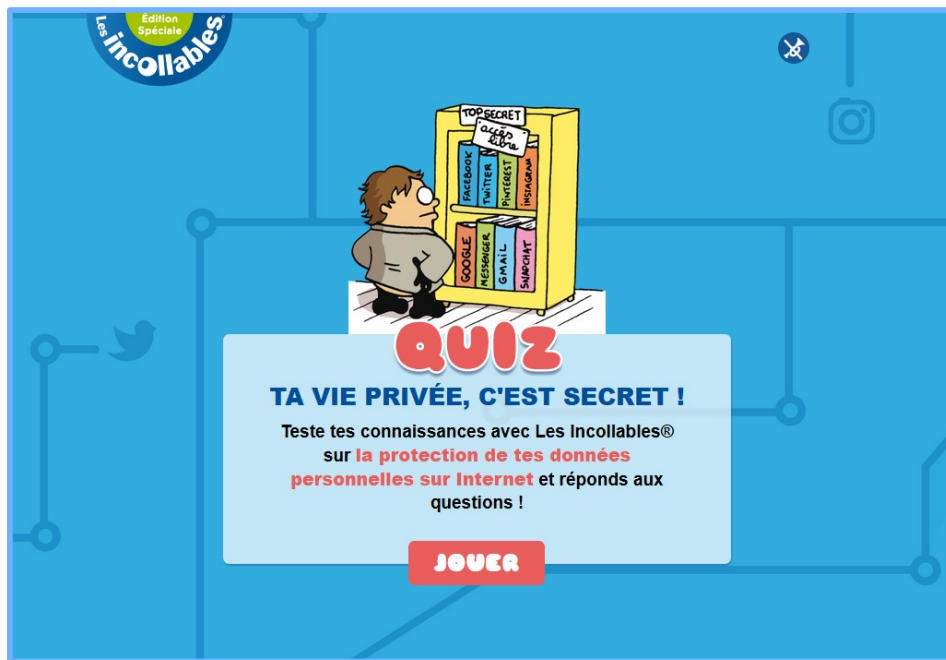 Édition
Spéciale
Les
incollables
TOP SECRET
accès
libre
FACEBOOK
TWITTER
PINTEREST
INSTAGRAM
GOOGLE
MESSENGER
GMAIL
SNAPCHAT
QUIZ
TA VIE PRIVÉE, C'EST SECRET !
Teste tes connaissances avec Les Incollables®
sur la protection de tes données
personnelles sur Internet et réponds aux
questions !
JOUER